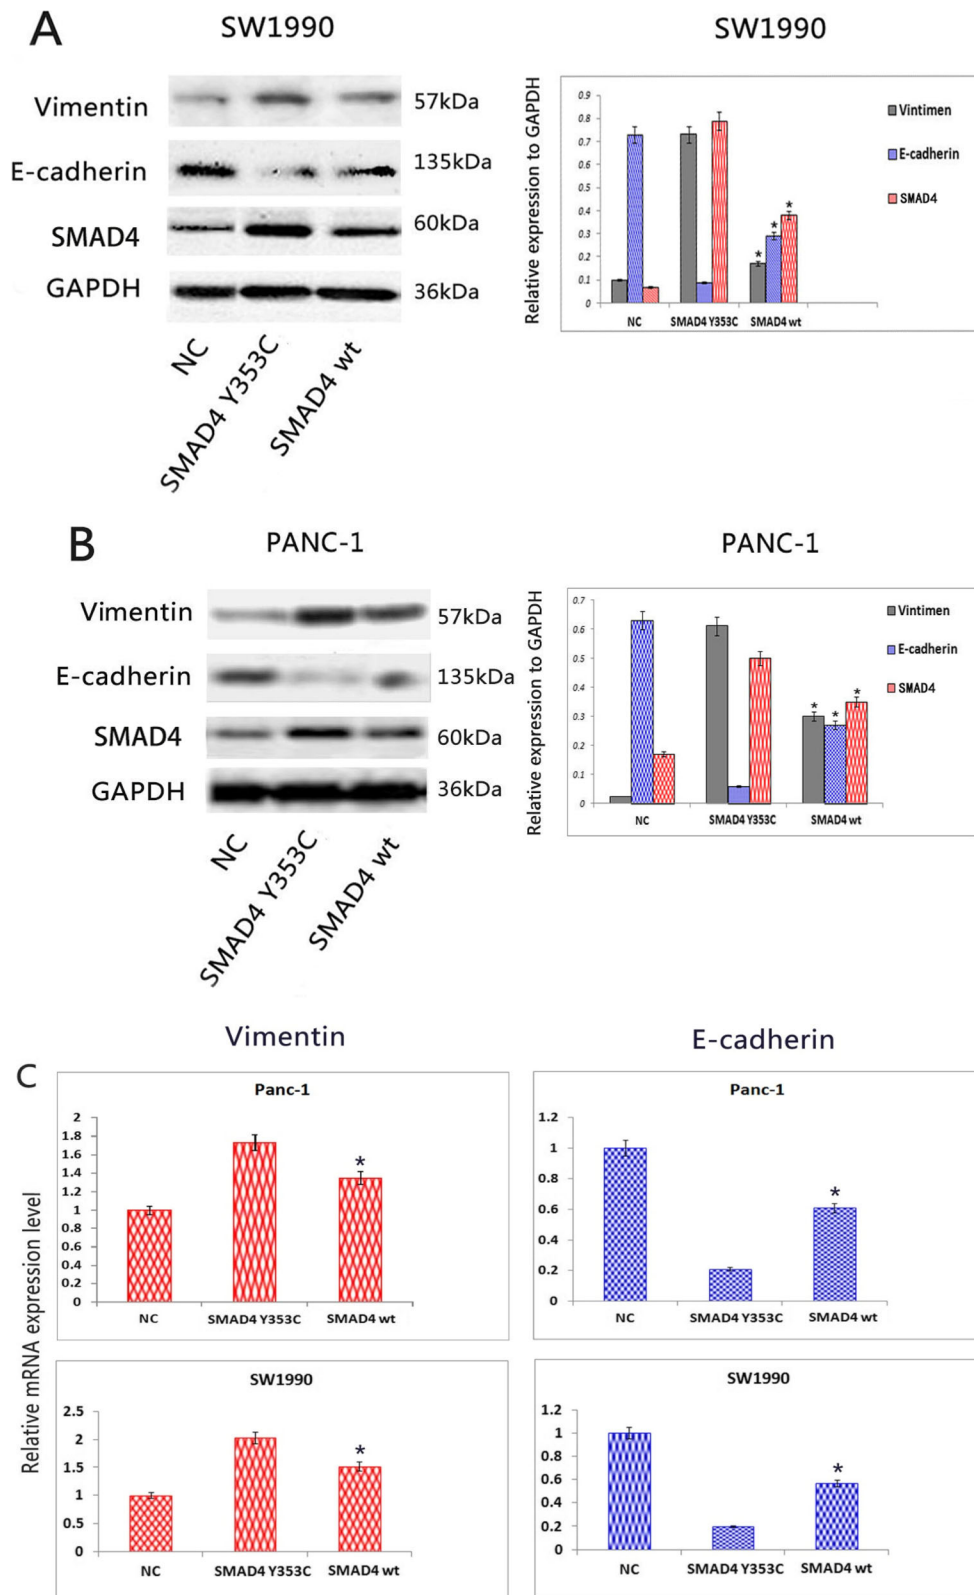 A
SW1990
SW1990
Vimentin
57kDa
E-cadherin
135kDa
SMAD4
60kDa
GAPDH
36kDa
NC
SMAD4 Y353C
SMAD4 wt
Relative expression to GAPDH
0.9
0.8
0.7
0.6
0.5
0.4
0.3
0.2
0.1
0
NC
SMAD4 Y353C
SMAD4 wt
* * *
Vintimen
E-cadherin
SMAD4
B
PANC-1
PANC-1
Vimentin
57kDa
E-cadherin
135kDa
SMAD4
60kDa
GAPDH
36kDa
NC
SMAD4 Y353C
SMAD4 wt
Relative expression to GAPDH
0.7
0.6
0.5
0.4
0.3
0.2
0.1
0
NC
SMAD4 Y353C
SMAD4 wt
* * *
Vintimen
E-cadherin
SMAD4
C
Vimentin
E-cadherin
Relative mRNA expression level
Panc-1
2
1.8
1.6
1.4
1.2
1
0.8
0.6
0.4
0.2
0
*
NC
SMAD4 Y353C
SMAD4 wt
Panc-1
1.2
1
0.8
0.6
0.4
0.2
0
*
NC
SMAD4 Y353C
SMAD4 wt
SW1990
2.5
2
1.5
1
0.5
0
*
NC
SMAD4 Y353C
SMAD4 wt
SW1990
1.2
1
0.8
0.6
0.4
0.2
0
*
NC
SMAD4 Y353C
SMAD4 wt